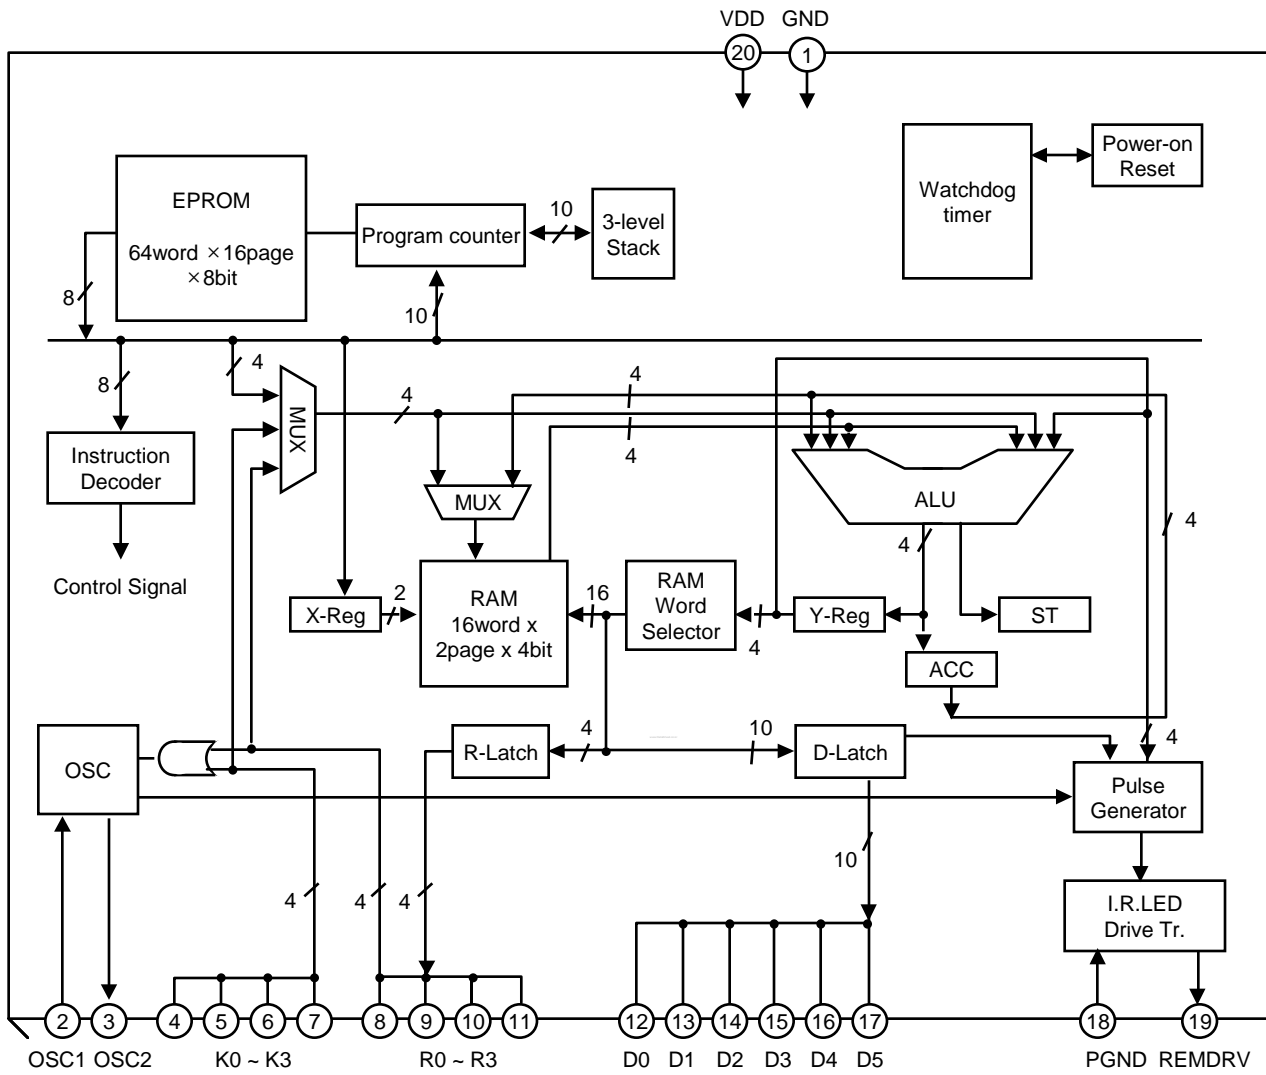 VDD GND
20 1
EPROM
64word ×16page
×8bit
Program counter
10
3-level
Stack
Watchdog
timer
Power-on
Reset
8
10
8
4
MUX
4
4
4
Instruction
Decoder
Control Signal
MUX
ALU
4
4
X-Reg
2
RAM
16word x
2page x 4bit
16
RAM
Word
Selector
4
Y-Reg
ST
ACC
OSC
R-Latch
4
10
D-Latch
4
Pulse
Generator
10
4
4
4
I.R.LED
Drive Tr.
2 3 4 5 6 7 8 9 10 11 12 13 14 15 16 17 18 19
OSC1 OSC2 K0 ~ K3 R0 ~ R3 D0 D1 D2 D3 D4 D5 PGND REMDRV